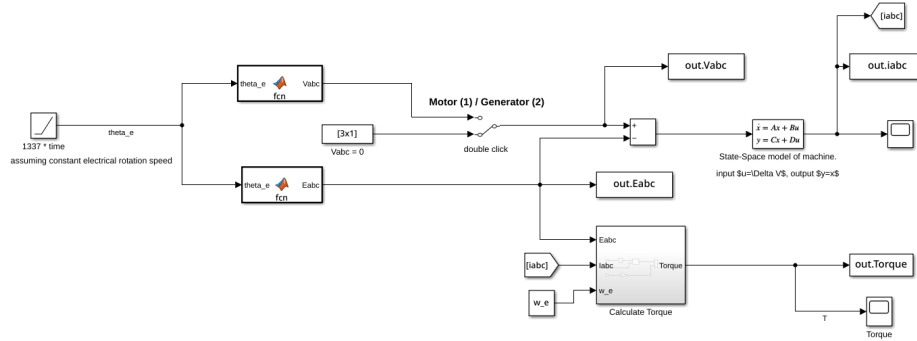 [iabc]
out.Vabc
out.iabc
theta_e
Vabc
fcn
Motor (1) / Generator (2)
+
−
[3x1]
Vabc = 0
double click
ẋ = Ax + Bu
y = Cx + Du
State-Space model of machine.
input $u=\Delta V$, output $y=x$
theta_e
1337 * time
assuming constant electrical rotation speed
theta_e
Eabc
fcn
out.Eabc
Eabc
[iabc]
Iabc
Torque
w_e
w_e
Calculate Torque
out.Torque
T
Torque